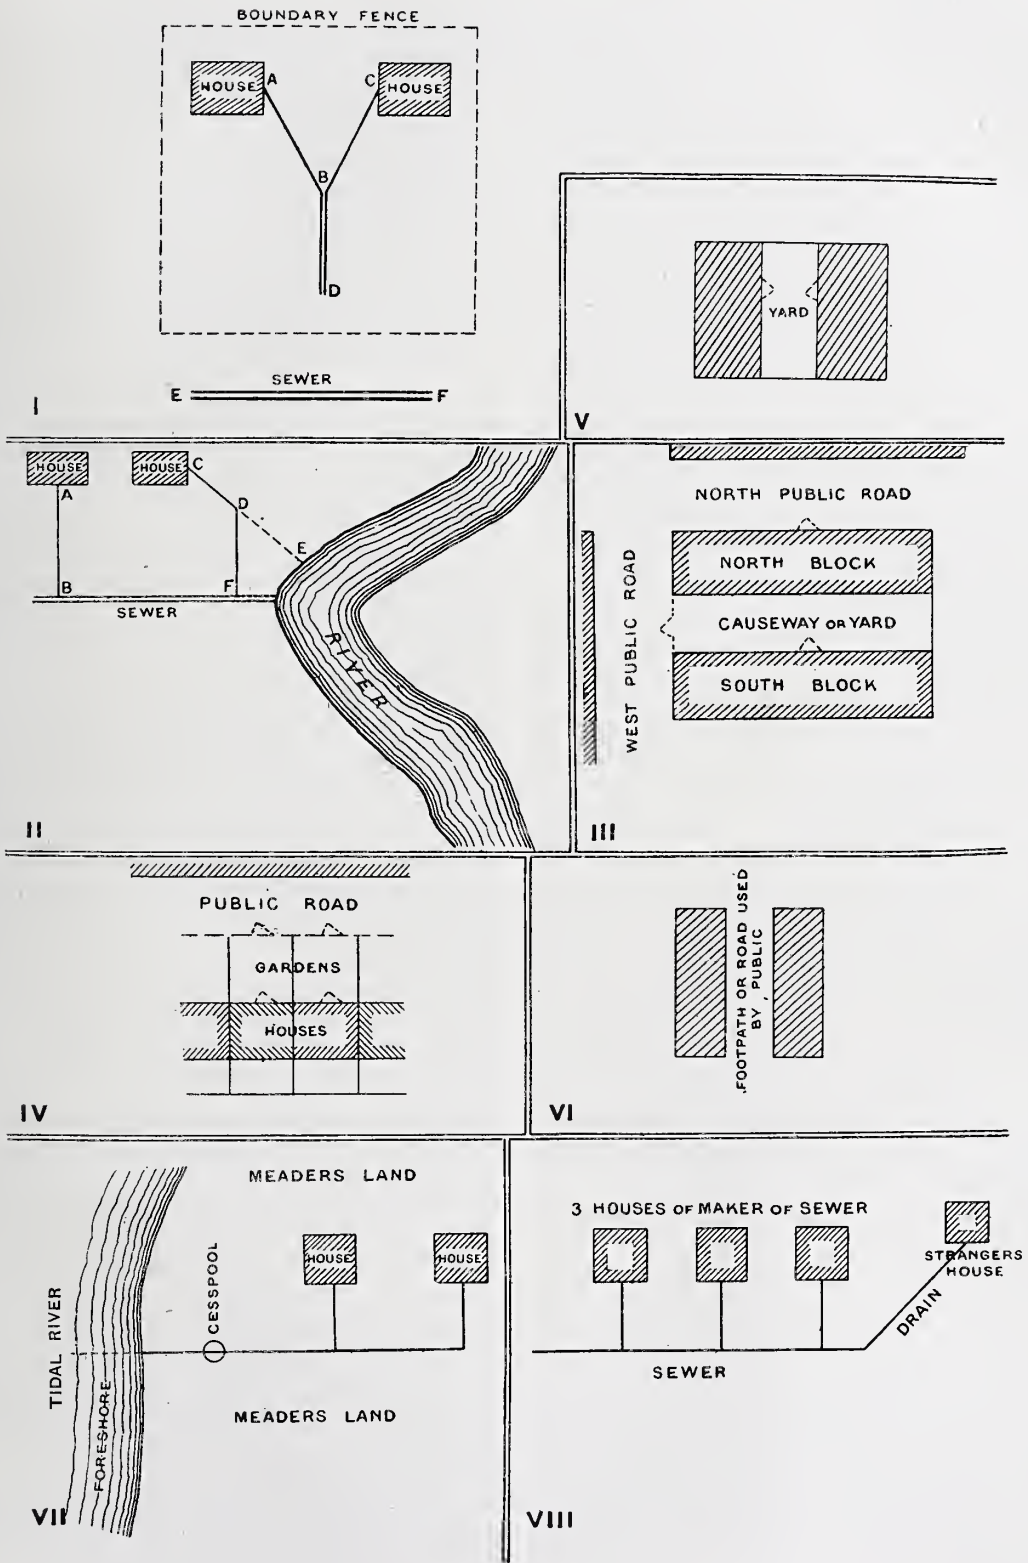 BOUNDARY FENCE
HOUSE A
C HOUSE
B
D
SEWER
E F
I
YARD
V
HOUSE
HOUSE C
A
D
E
B
F
SEWER
RIVER
II
NORTH PUBLIC ROAD
WEST PUBLIC ROAD
NORTH BLOCK
CAUSEWAY OR YARD
SOUTH BLOCK
III
PUBLIC ROAD
GARDENS
HOUSES
IV
FOOTPATH OR ROAD USED
BY PUBLIC
VI
MEADERS LAND
HOUSE
HOUSE
CESSPOOL
TIDAL RIVER
FORESHORE
MEADERS LAND
VII
3 HOUSES OF MAKER OF SEWER
STRANGERS
HOUSE
DRAIN
SEWER
VIII